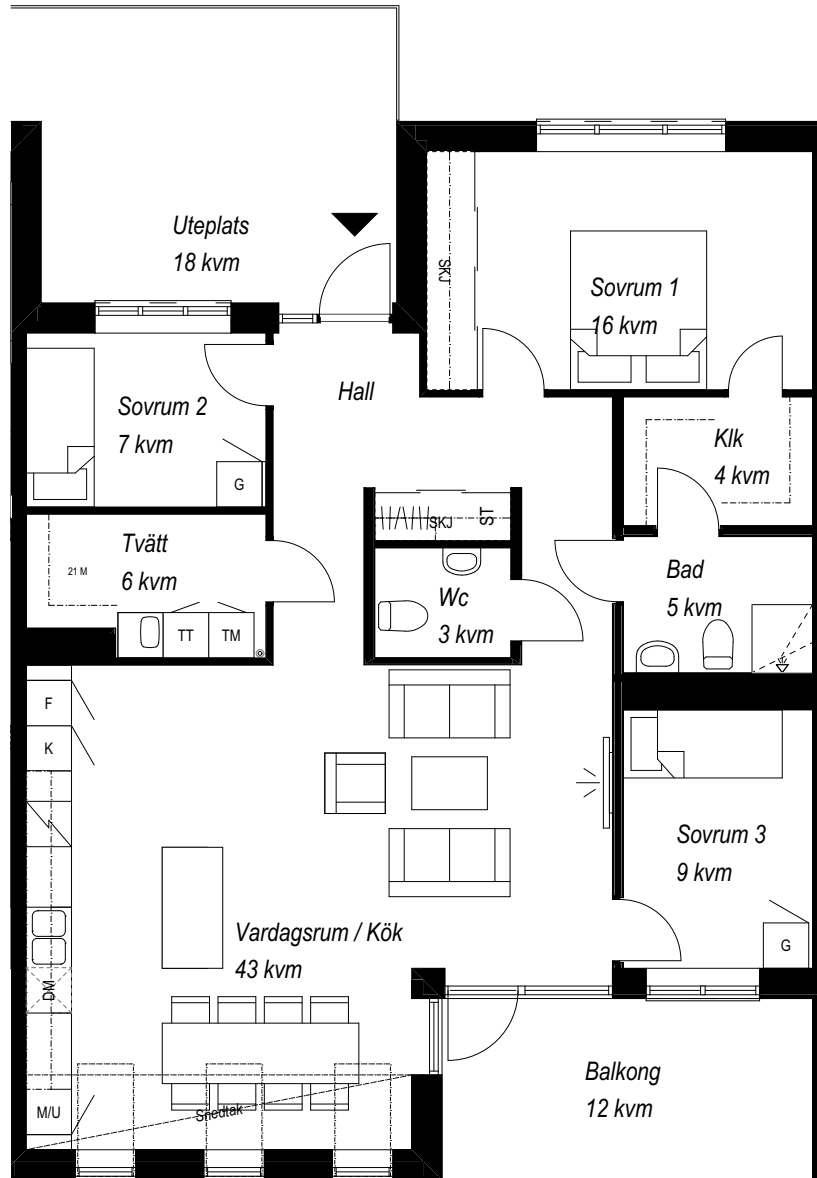 Uteplats
18 kvm
SKJ
Sovrum 1
16 kvm
Hall
Sovrum 2
7 kvm
G
Klk
4 kvm
SKJ
ST
Tvätt
6 kvm
21 M
TT
TM
Wc
3 kvm
Bad
5 kvm
F
K
Sovrum 3
9 kvm
G
Vardagsrum / Kök
43 kvm
DM
M/U
Snedtak
Balkong
12 kvm